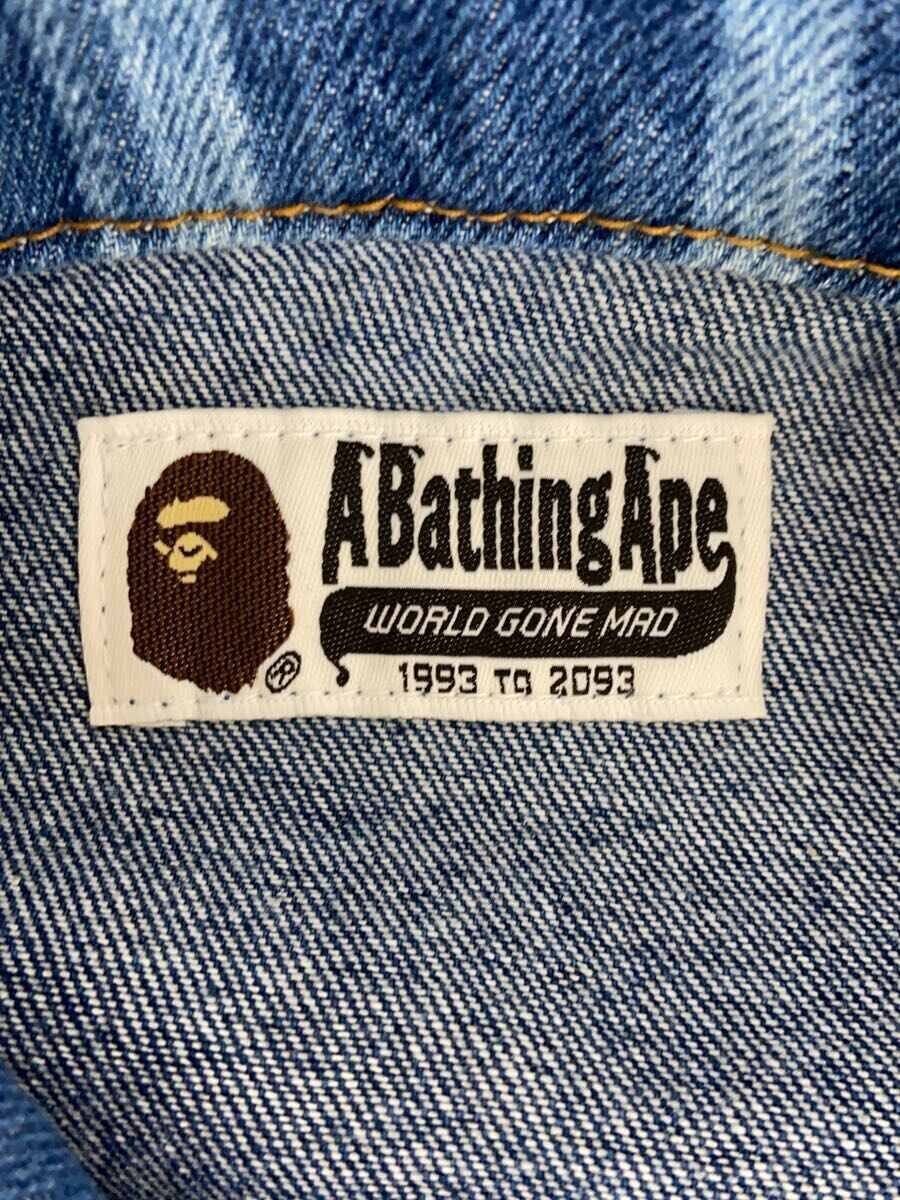 A Bathing Ape
WORLD GONE MAD
1993 TO 2093
®